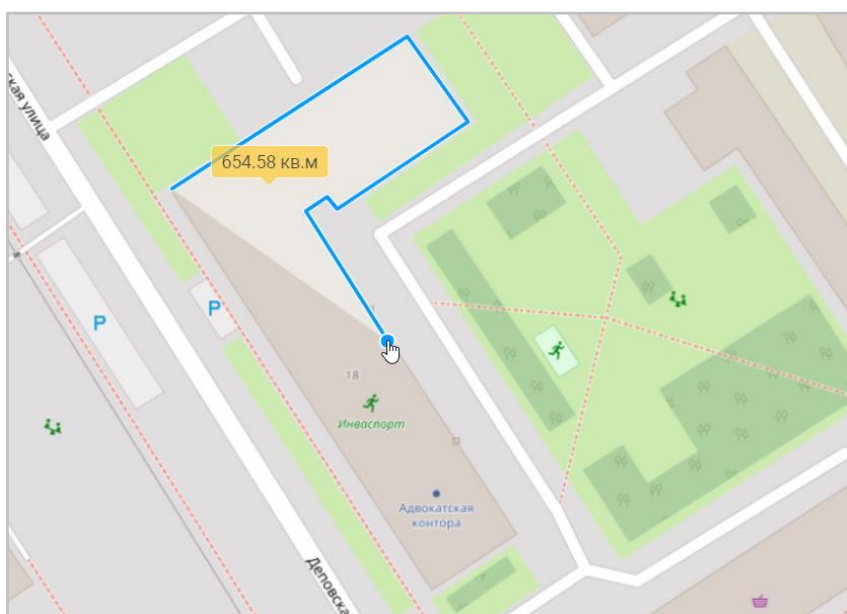 ская улица
654.58 кв.м
P
P
18
Инваспорт
Адвокатская
контора
Деповска